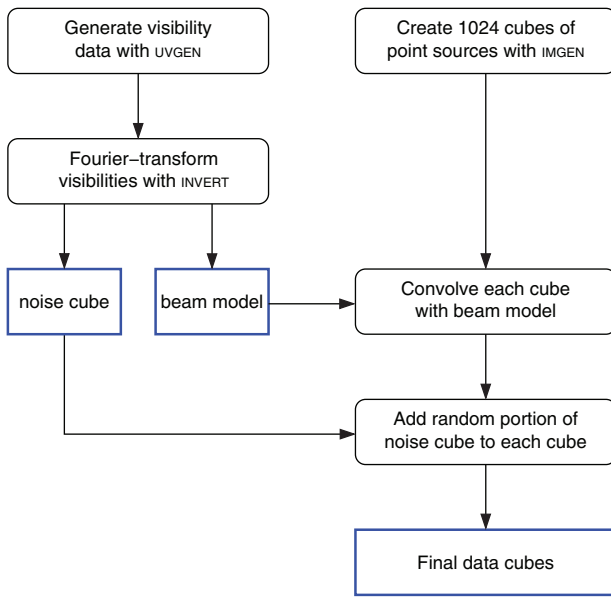 Generate visibility
data with UVGEN
Create 1024 cubes of
point sources with IMGEN
Fourier–transform
visibilities with INVERT
noise cube
beam model
Convolve each cube
with beam model
Add random portion of
noise cube to each cube
Final data cubes